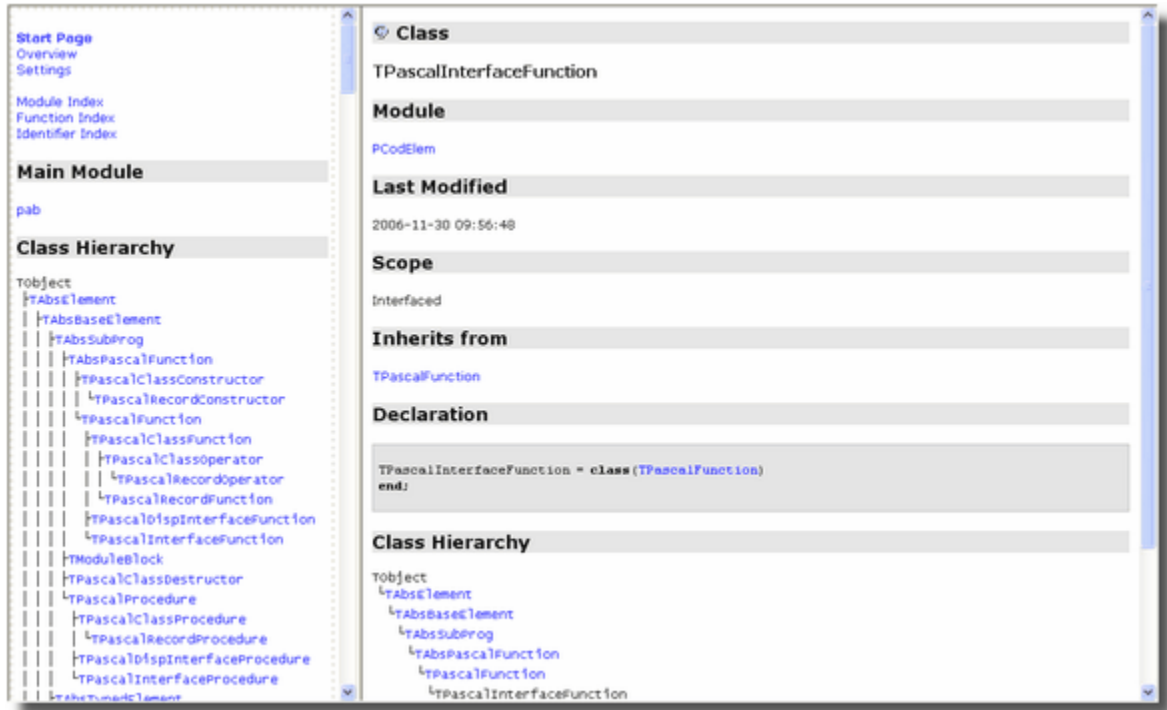 Start Page
Overview
Settings
Module Index
Function Index
Identifier Index
Main Module
pab
Class Hierarchy
TObject
TAbsElement
TAbsBaseElement
TAbsSubProg
TAbsPascalFunction
TPascalClassConstructor
TPascalRecordConstructor
TPascalFunction
TPascalClassFunction
TPascalClassOperator
TPascalRecordOperator
TPascalRecordFunction
TPascalDispInterfaceFunction
TPascalInterfaceFunction
TModuleBlock
TPascalClassDestructor
TPascalProcedure
TPascalClassProcedure
TPascalRecordProcedure
TPascalDispInterfaceProcedure
TPascalInterfaceProcedure
TAbsTypedElement
Class
TPascalInterfaceFunction
Module
PCodElem
Last Modified
2006-11-30 09:56:48
Scope
Interfaced
Inherits from
TPascalFunction
Declaration
TPascalInterfaceFunction = class(TPascalFunction)
end;
Class Hierarchy
TObject
TAbsElement
TAbsBaseElement
TAbsSubProg
TAbsPascalFunction
TPascalFunction
TPascalInterfaceFunction